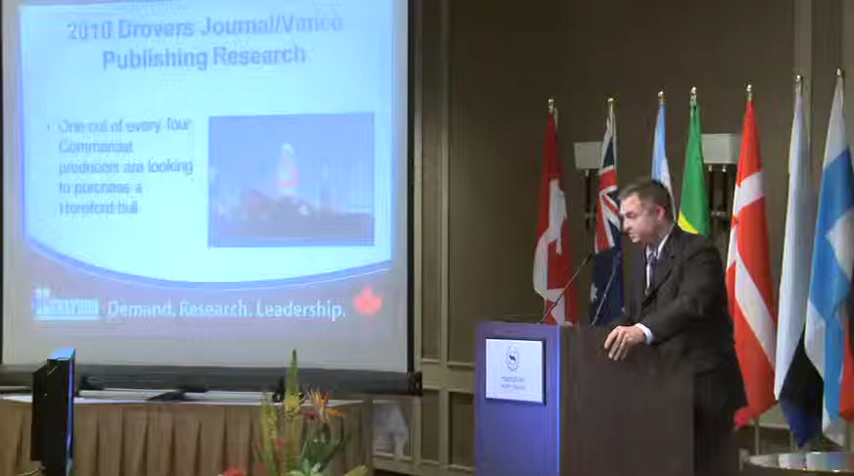 2010 Drovers Journal/Vance
Publishing Research
One out of every four
Commercial
producers are looking
to purchase a
Hereford bull
Demand. Research. Leadership.